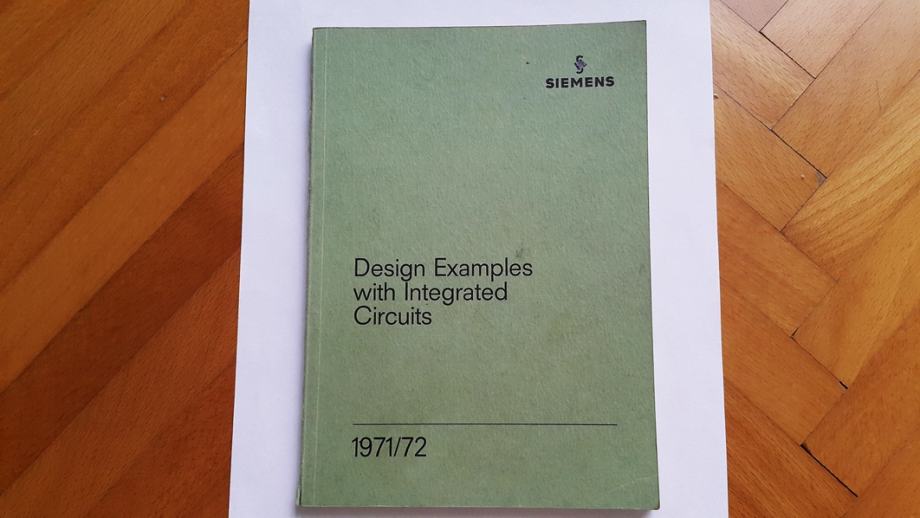 SIEMENS
Design Examples
with Integrated
Circuits
1971/72